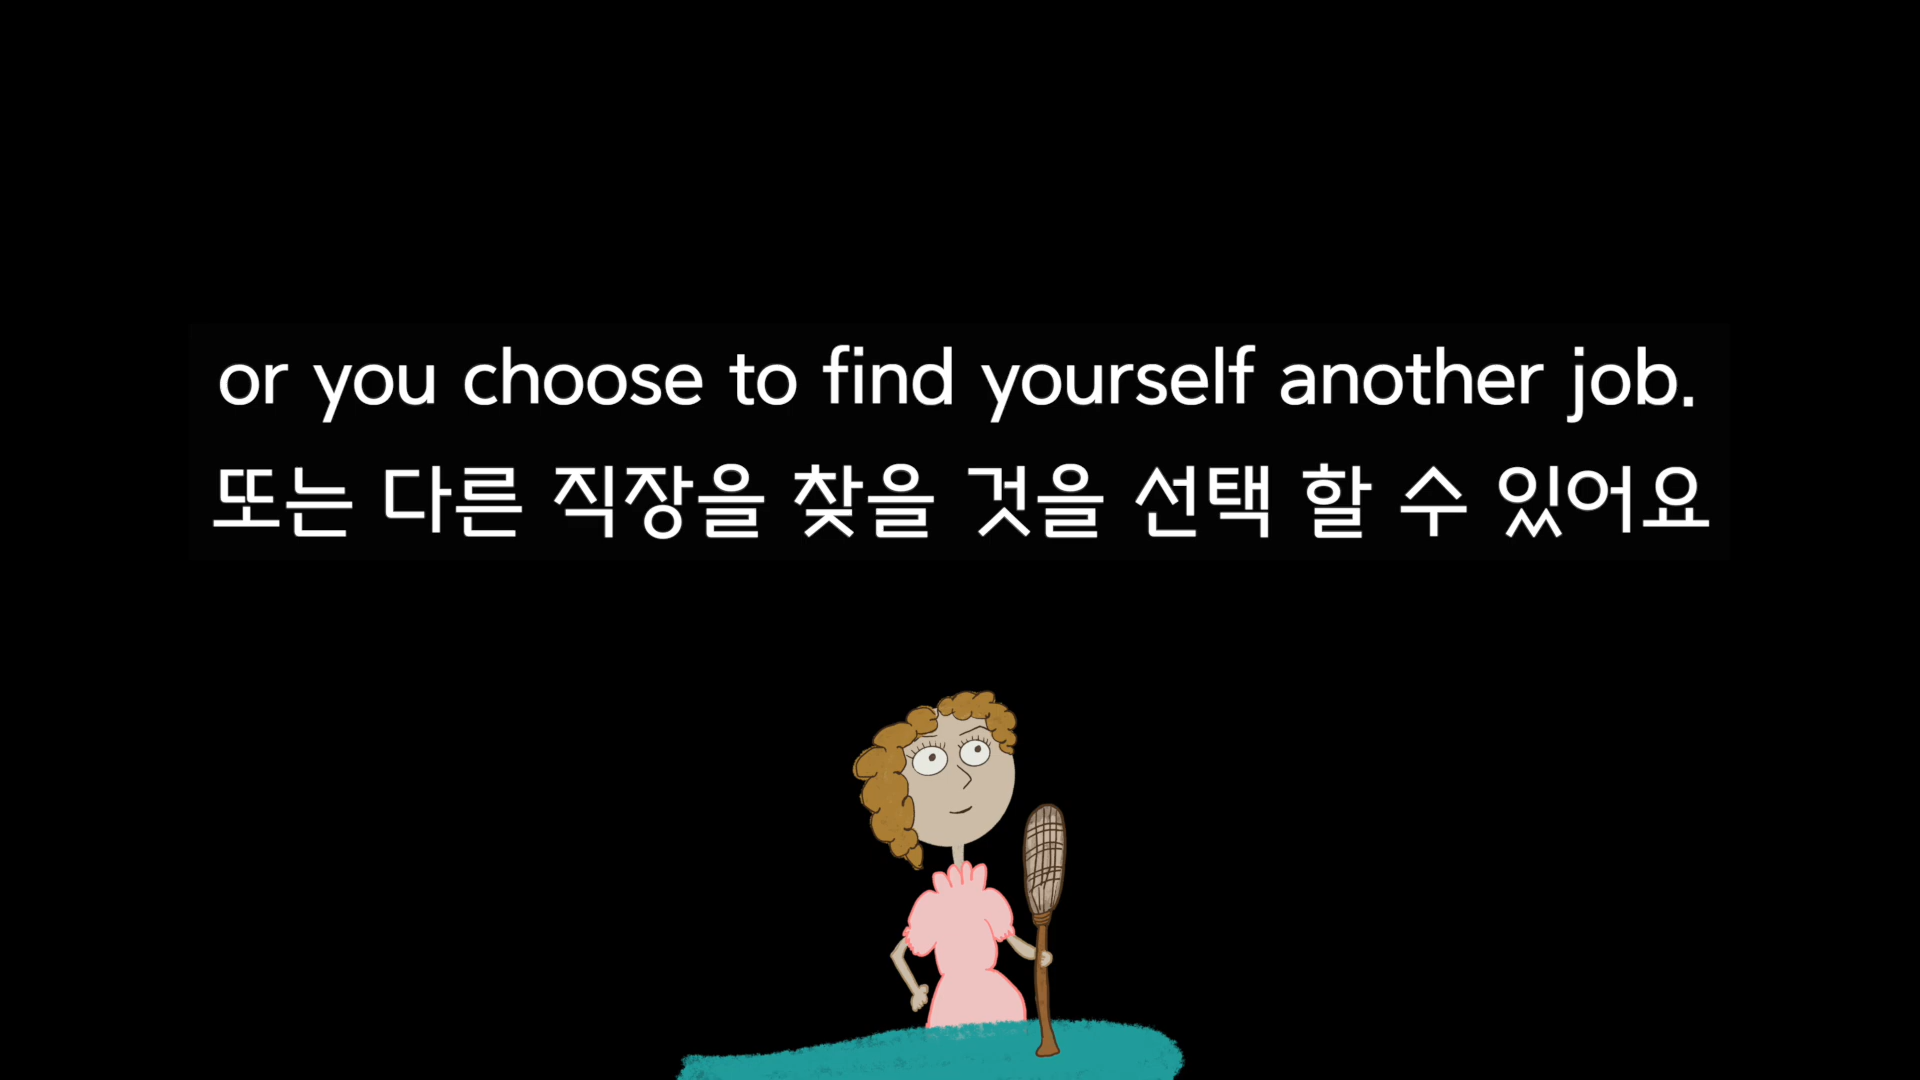 or you choose to find yourself another job.
또는 다른 직장을 찾을 것을 선택 할 수 있어요